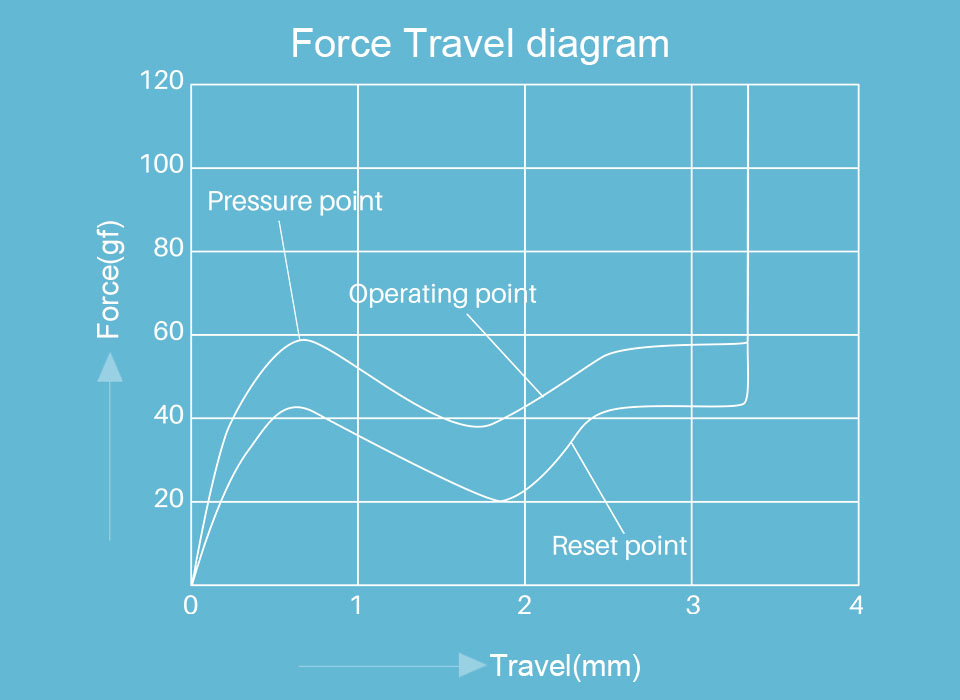 Force Travel diagram
120
100
Pressure point
80
Force(gf)
Operating point
60
40
20
Reset point
0
1
2
3
4
Travel(mm)